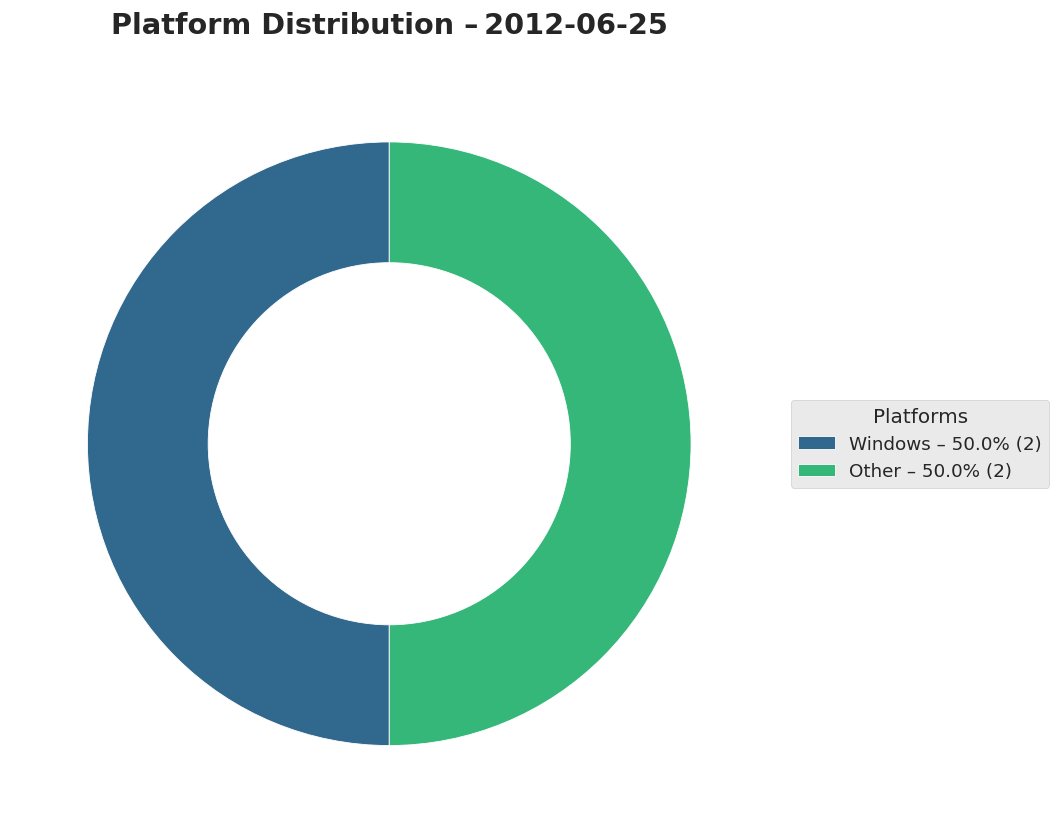 Platform Distribution – 2012-06-25
Platforms
Windows – 50.0% (2)
Other – 50.0% (2)